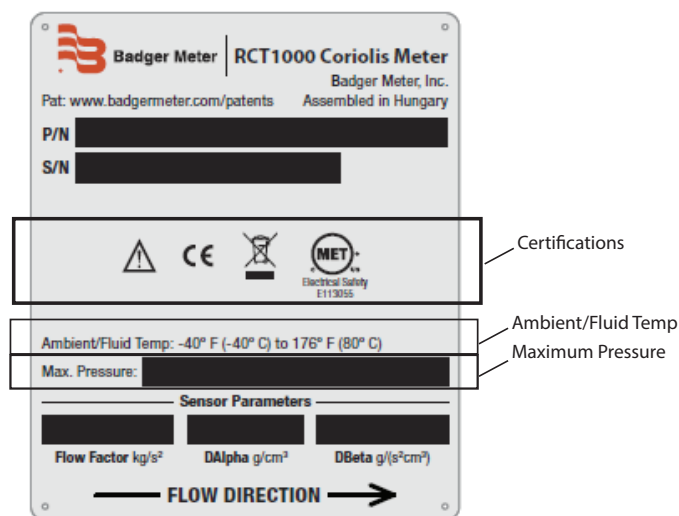 Badger Meter
RCT1000 Coriolis Meter
Badger Meter, Inc.
Pat: www.badgermeter.com/patents
Assembled in Hungary
P/N
S/N
CE
MET
c us
Electrical Safety
E113055
Certifications
Ambient/Fluid Temp: -40° F (-40° C) to 176° F (80° C)
Ambient/Fluid Temp
Max. Pressure:
Maximum Pressure
Sensor Parameters
Flow Factor kg/s²
DAlpha g/cm³
DBeta g/(s²cm³)
FLOW DIRECTION